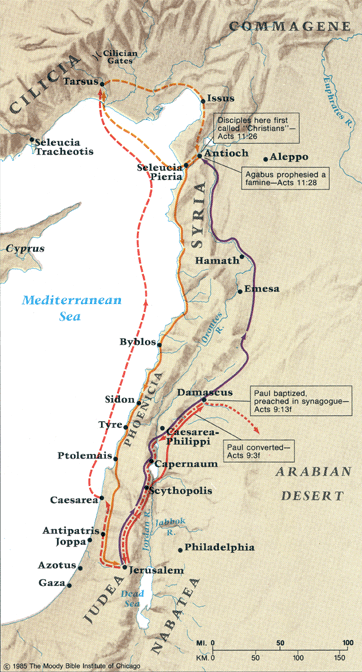 COMMAGENE
Cilician
Gates
CILICIA
Tarsus
Euphrates R.
Issus
Disciples here first
called "Christians"—
Acts 11:26
Seleucia
Tracheotis
Antioch
Aleppo
Seleucia
Pieria
Agabus prophesied a
famine—Acts 11:28
SYRIA
Cyprus
Hamath
Emesa
Mediterranean
Sea
Orontes
R.
Byblos
Damascus
Paul baptized,
preached in synagogue—
Acts 9:13f
Sidon
PHOENICIA
Tyre
Caesarea-
Philippi
Paul converted—
Acts 9:3f
Ptolemais
Capernaum
ARABIAN
DESERT
Scythopolis
Caesarea
Jordan R.
Jabbok
R.
Antipatris
Joppa
Philadelphia
Azotus
Jerusalem
Gaza
JUDEA
Dead
Sea
NABATEA
MI. 0 50 100
KM. 0 50 100 150
© 1985 The Moody Bible Institute of Chicago